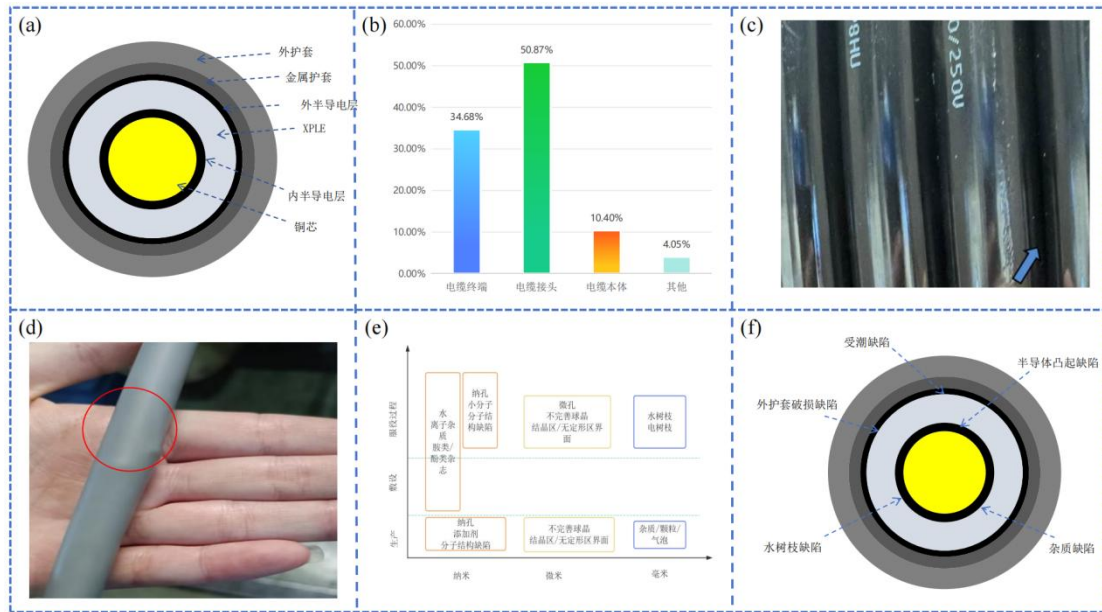 (a)
外护套
金属护套
外半导电层
XPLE
内半导电层
铜芯
(b)
60.00%
50.00%
40.00%
30.00%
20.00%
10.00%
0.00%
34.68%
50.87%
10.40%
4.05%
电缆终端
电缆接头
电缆本体
其他
(c)
08HU
0/250V
(d)
(e)
服役过程
敷设
生产
水
离子杂
质
胺类/
酚类杂
志
纳孔
小分子
分子结
构缺陷
微孔
不完善球晶
结晶区/无定形区界
面
水树枝
电树枝
纳孔
添加剂
分子结构缺陷
不完善球晶
结晶区/无定形区界面
杂质/颗粒/
气泡
纳米
微米
毫米
(f)
受潮缺陷
半导体凸起缺陷
外护套破损缺陷
水树枝缺陷
杂质缺陷